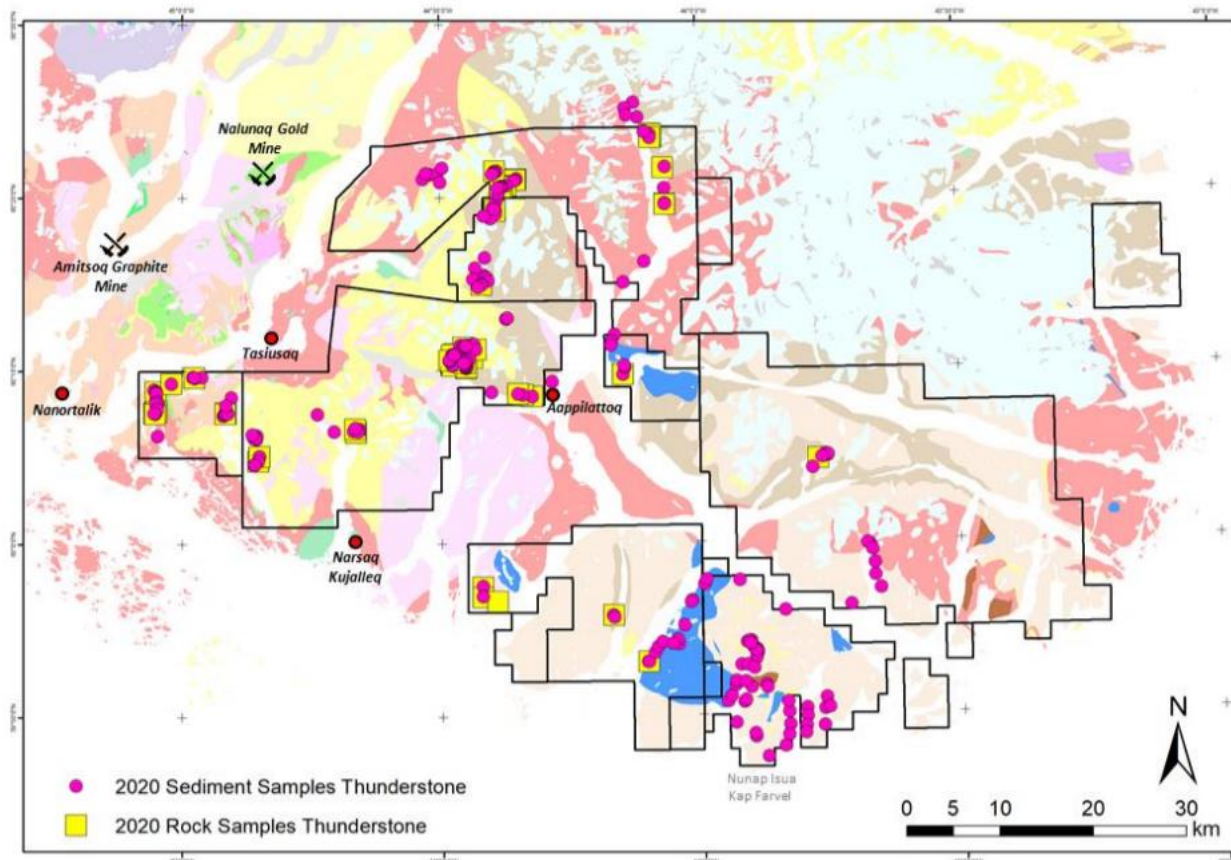 Nalunaq Gold
Mine
Amitsoq Graphite
Mine
Tasiusaq
Nanortalik
Aappilattoq
Narsaq
Kujalleq
N
2020 Sediment Samples Thunderstone
2020 Rock Samples Thunderstone
Nunap Isua
Kap Farvel
0 5 10 20 30
km